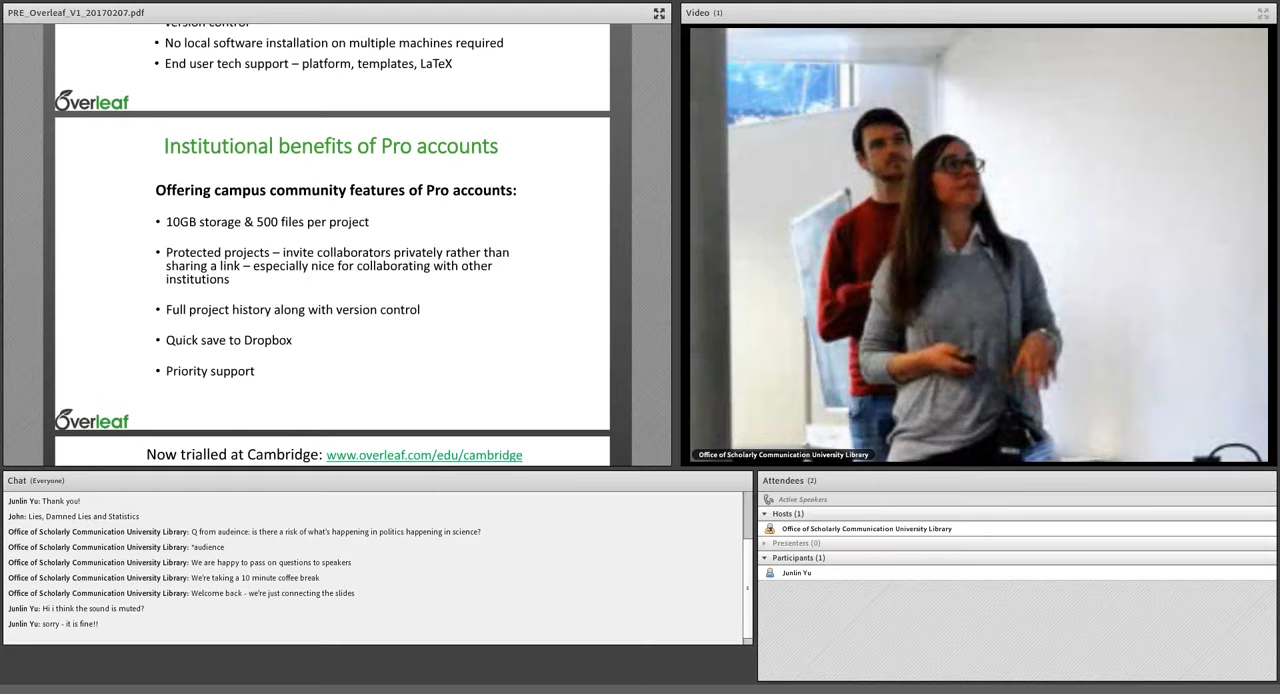 PRE_Overleaf_V1_20170207.pdf
version control
• No local software installation on multiple machines required
• End user tech support – platform, templates, LaTeX
Overleaf
Institutional benefits of Pro accounts
Offering campus community features of Pro accounts:
• 10GB storage & 500 files per project
• Protected projects – invite collaborators privately rather than
sharing a link – especially nice for collaborating with other
institutions
• Full project history along with version control
• Quick save to Dropbox
• Priority support
Overleaf
Now trialled at Cambridge: www.overleaf.com/edu/cambridge
Video (1)
Office of Scholarly Communication University Library
Chat (Everyone)
Junlin Yu: Thank you!
John: Lies, Damned Lies and Statistics
Office of Scholarly Communication University Library: Q from audeince: is there a risk of what's happening in politics happening in science?
Office of Scholarly Communication University Library: *audience
Office of Scholarly Communication University Library: We are happy to pass on questions to speakers
Office of Scholarly Communication University Library: We're taking a 10 minute coffee break
Office of Scholarly Communication University Library: Welcome back - we're just connecting the slides
Junlin Yu: Hi i think the sound is muted?
Junlin Yu: sorry - it is fine!!
Attendees (2)
Active Speakers
Hosts (1)
Office of Scholarly Communication University Library
Presenters (0)
Participants (1)
Junlin Yu